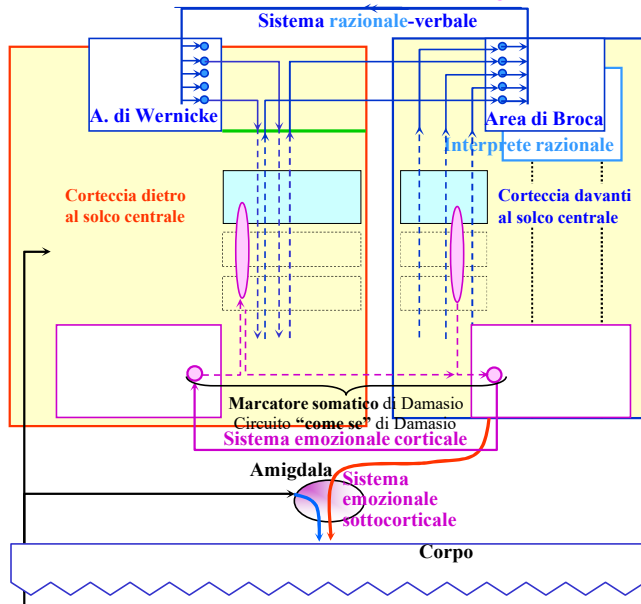 Sistema razionale-verbale
A. di Wernicke
Area di Broca
Interprete razionale
Corteccia dietro
al solco centrale
Corteccia davanti
al solco centrale
Marcatore somatico di Damasio
Circuito “come se” di Damasio
Sistema emozionale corticale
Amigdala
Sistema
emozionale
sottocorticale
Corpo